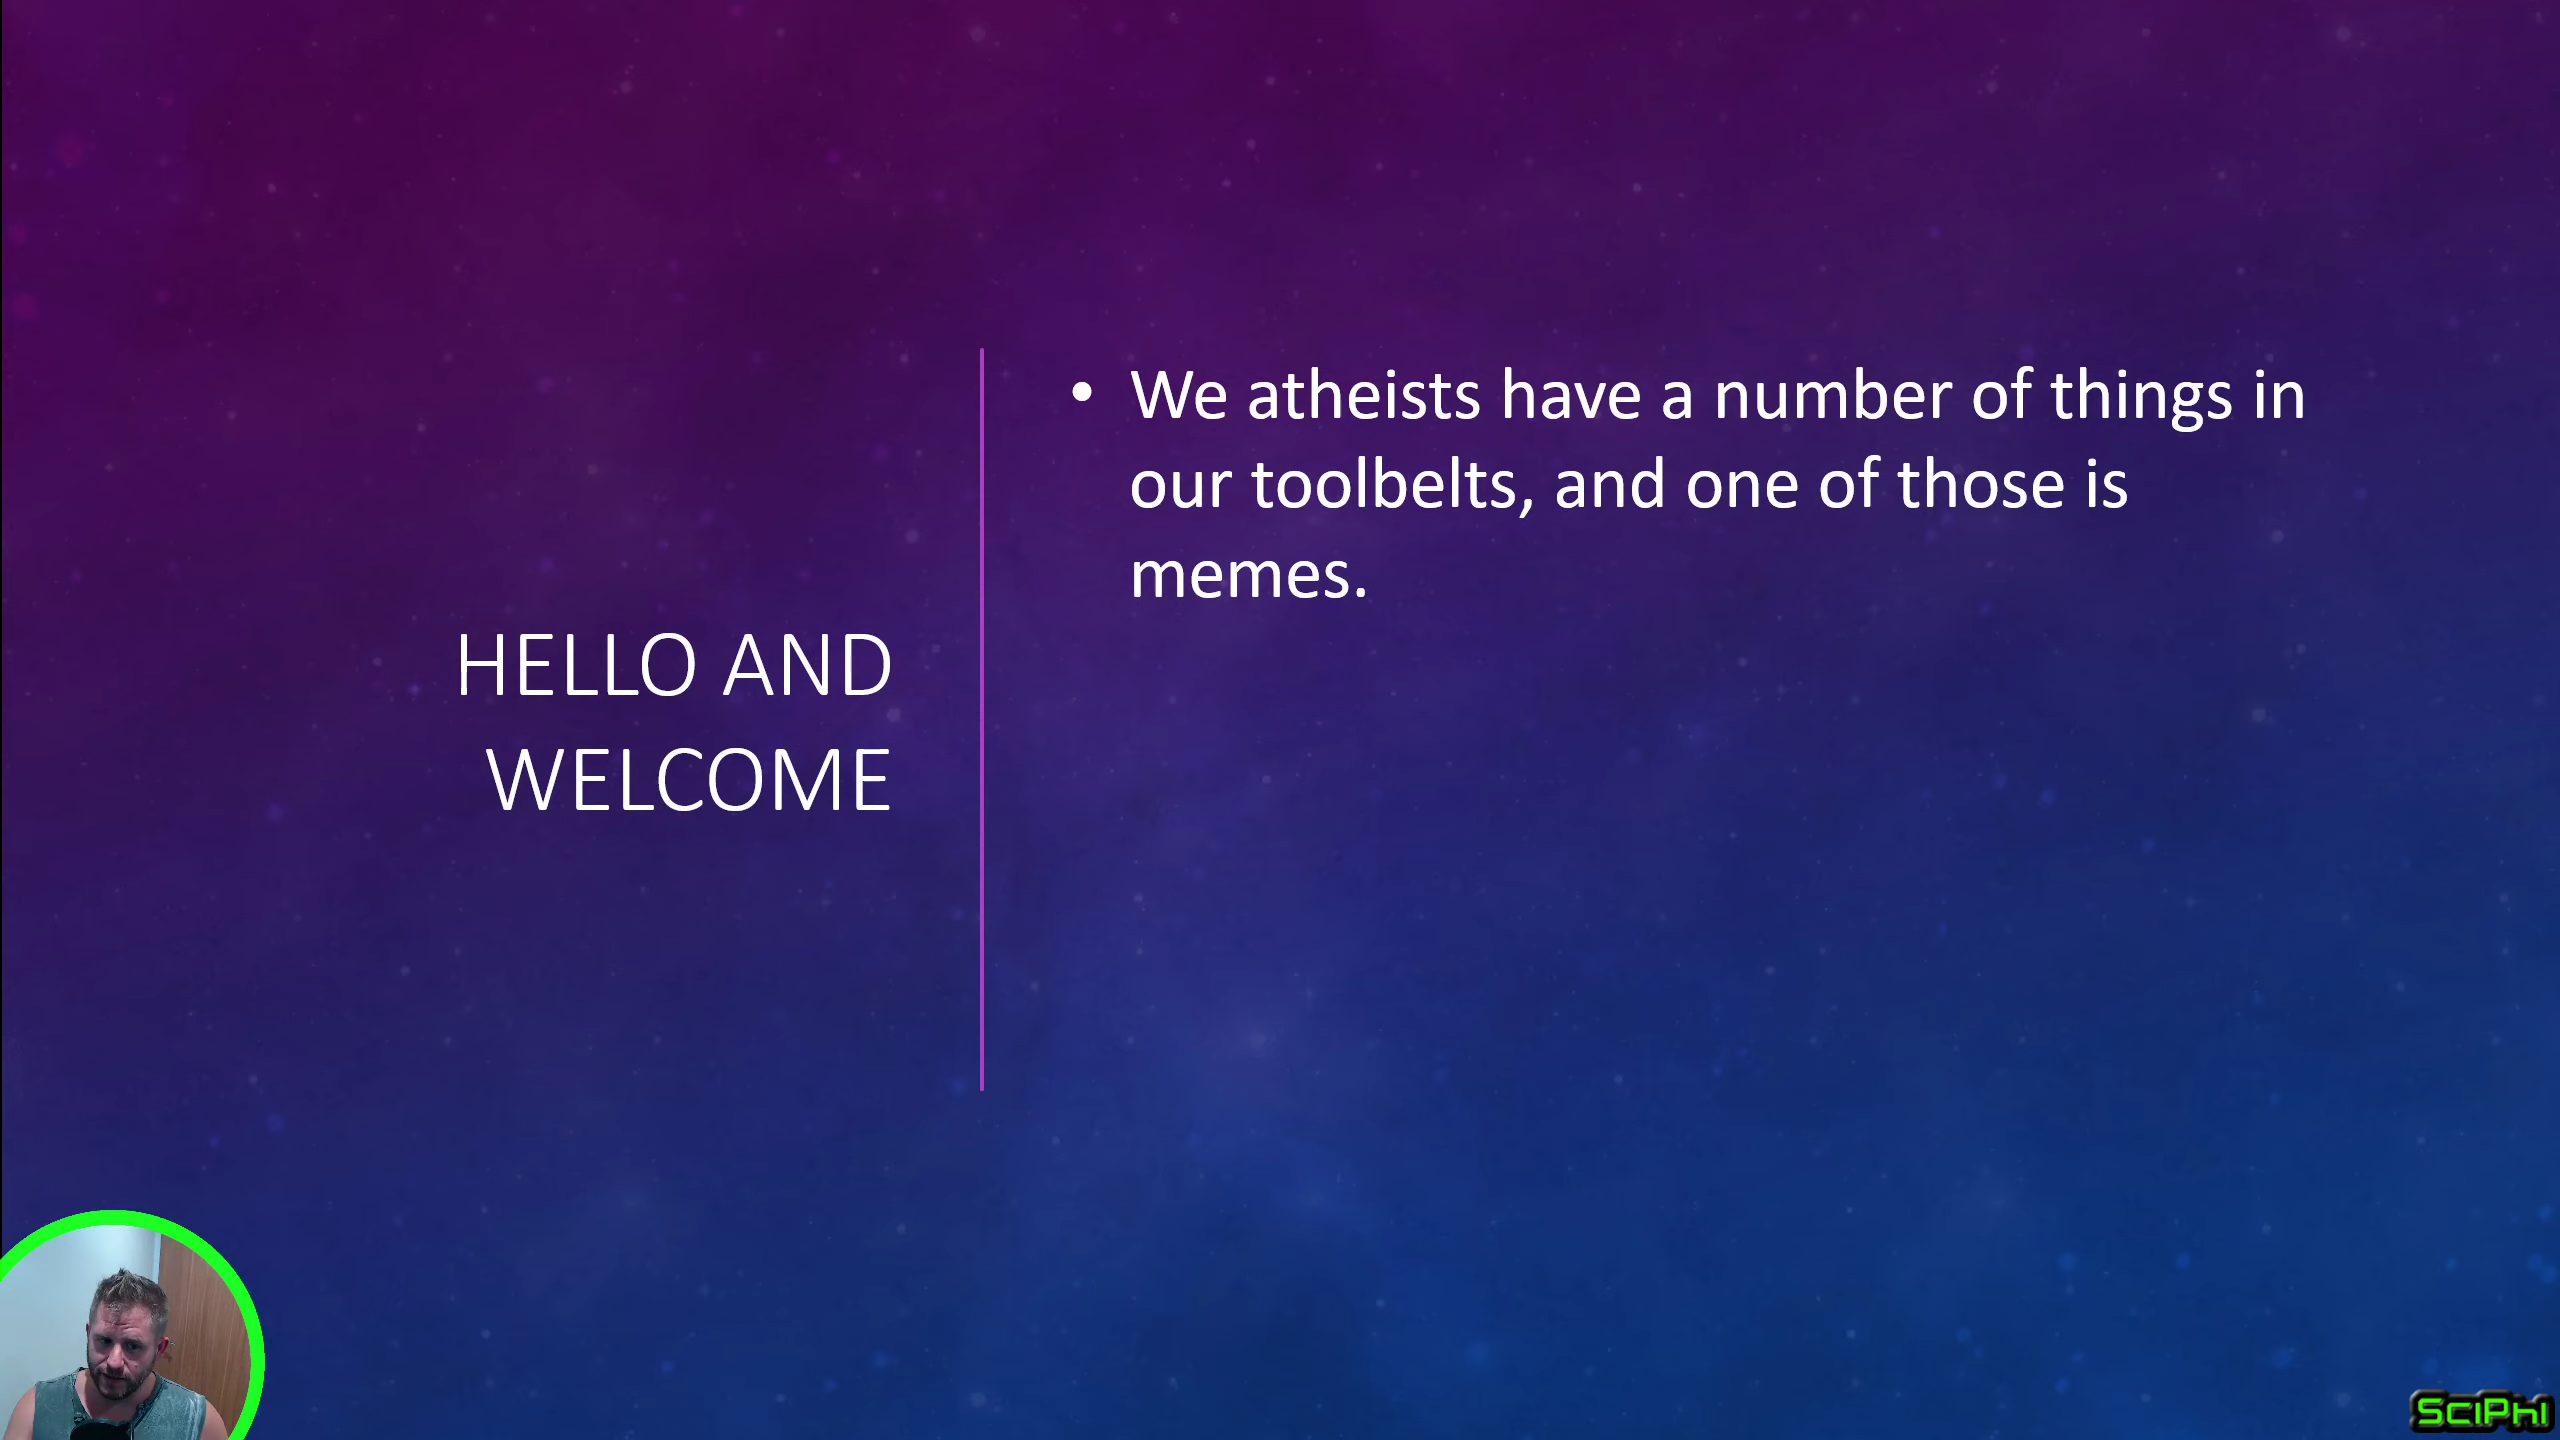 HELLO AND
WELCOME
• We atheists have a number of things in
our toolbelts, and one of those is
memes.
SciPhi